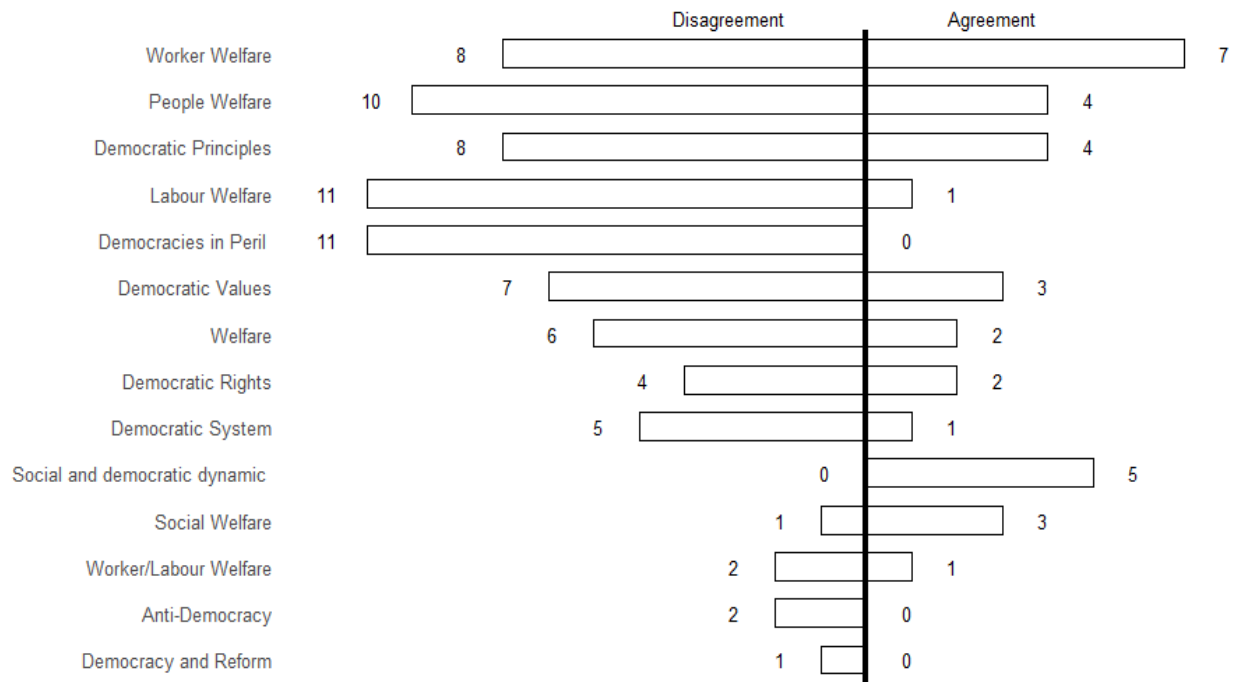 Disagreement Agreement
Worker Welfare 8 7
People Welfare 10 4
Democratic Principles 8 4
Labour Welfare 11 1
Democracies in Peril 11 0
Democratic Values 7 3
Welfare 6 2
Democratic Rights 4 2
Democratic System 5 1
Social and democratic dynamic 0 5
Social Welfare 1 3
Worker/Labour Welfare 2 1
Anti-Democracy 2 0
Democracy and Reform 1 0